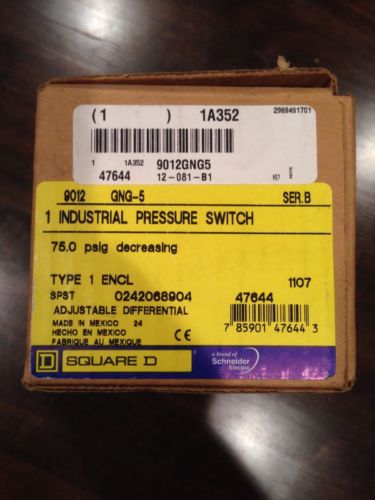 (1 ) 1A352 2969491701
1 1A352 9012GNG5
47644 12-081-B1 957
9012 GNG-5 SER.B
1 INDUSTRIAL PRESSURE SWITCH
75.0 psig decreasing
TYPE 1 ENCL 1107
SPST 0242068904 47644
ADJUSTABLE DIFFERENTIAL
MADE IN MEXICO 24
HECHO EN MEXICO
FABRIQUE AU MEXIQUE CE
7 85901 47644 3
D SQUARE D
a brand of
Schneider
Electric